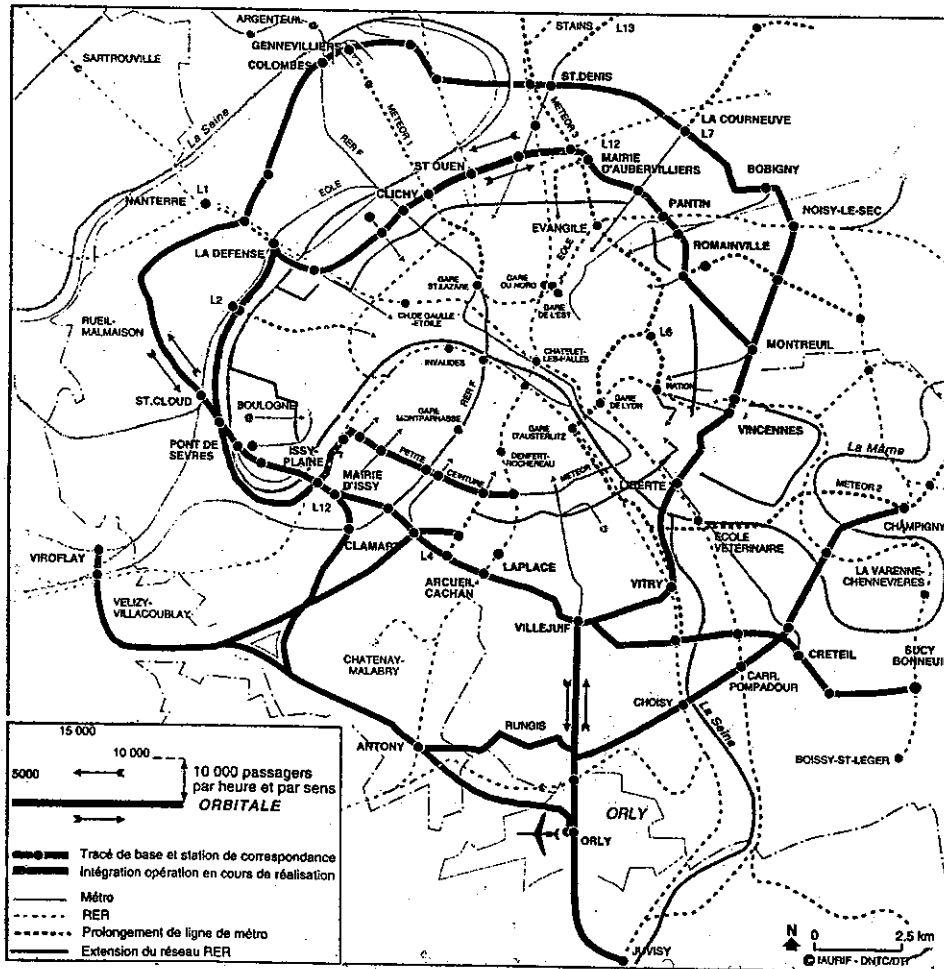 ARGENTEUIL
GENNEVILLIERS
COLOMBES
SARTROUVILLE
STAINS
L13
ST.DENIS
LA COURNEUVE
L7
La Seine
METEOR 1
METEOR 3
RER F
L12
MAIRIE
D'AUBERVILLIERS
ST OUEN
BOBIGNY
EOLE
CLICHY
L1
NANTERRE
PANTIN
NOISY-LE-SEC
EVANGILE
EOLE
ROMAINVILLE
LA DEFENSE
GARE
ST.LAZARE
GARE
DU NORD
GARE
DE L'EST
L2
CH.DE GAULLE
-ETOILE
RUEIL-
MALMAISON
L6
MONTREUIL
INVALIDES
CHATELET-
LES-HALLES
NATION
ST.CLOUD
BOULOGNE
GARE
MONTPARNASSE
RER F
GARE
DE LYON
VINCENNES
PONT DE
SEVRES
ISSY-
PLAINE
GARE
D'AUSTERLITZ
DENFERT-
ROCHEREAU
PETITE
CEINTURE
METEOR
La Marne
MAIRIE
D'ISSY
L12
LIBERTE
METEOR 2
CHAMPIGNY
CLAMART
ECOLE
VETERINAIRE
VIROFLAY
L4
LAPLACE
ARCUEIL
CACHAN
VITRY
LA VARENNE-
CHENNEVIERES
VELIZY-
VILLACOUBLAY
VILLEJUIF
CHATENAY-
MALABRY
CRETEIL
SUCY
BONNEUIL
CARR.
POMPADOUR
CHOISY
La Seine
RUNGIS
ANTONY
BOISSY-ST-LEGER
ORLY
ORLY
JUVISY
15 000
10 000
5000
10 000 passagers
par heure et par sens
ORBITALE
Tracé de base et station de correspondance
Intégration opération en cours de réalisation
Métro
RER
Prolongement de ligne de métro
Extension du réseau RER
N
0
2.5 km
© IAURIF - DNTC/DTI